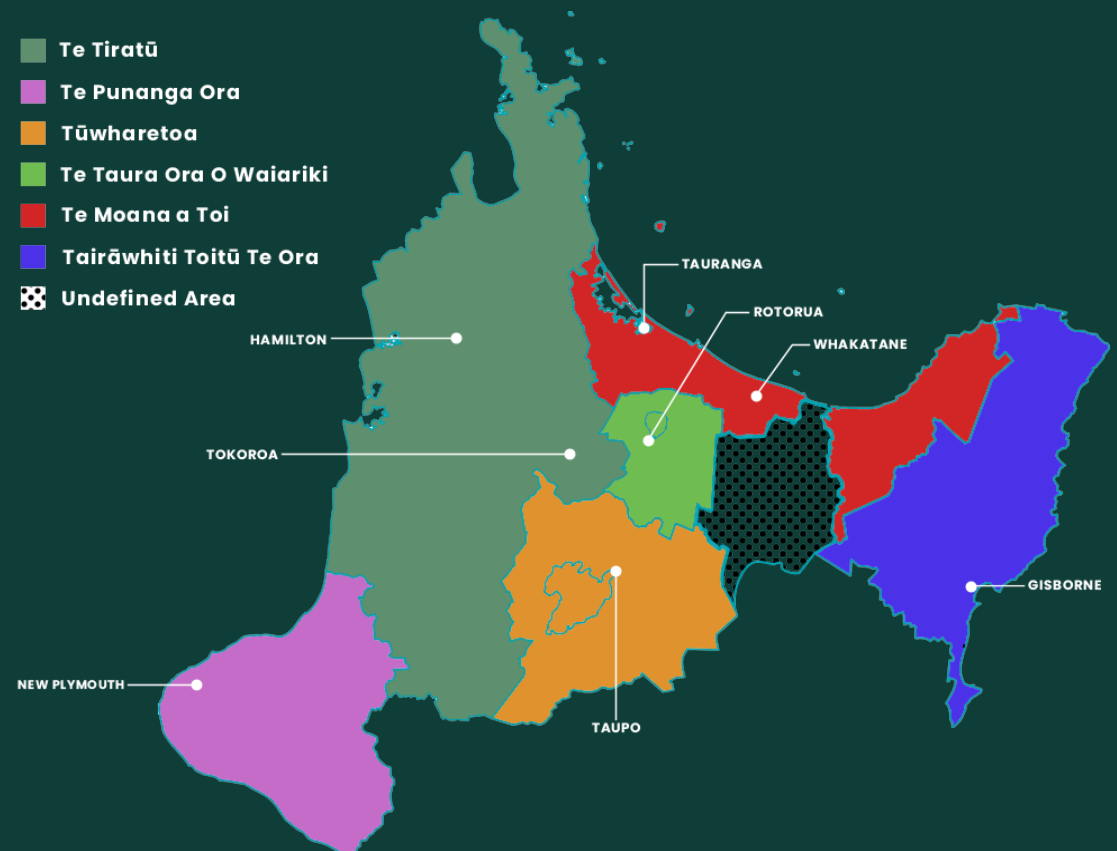 Te Tiratū
Te Punanga Ora
Tūwharetoa
Te Taura Ora O Waiariki
Te Moana a Toi
Tairāwhiti Toitū Te Ora
Undefined Area
TAURANGA
ROTORUA
HAMILTON
WHAKATANE
TOKOROA
GISBORNE
NEW PLYMOUTH
TAUPO